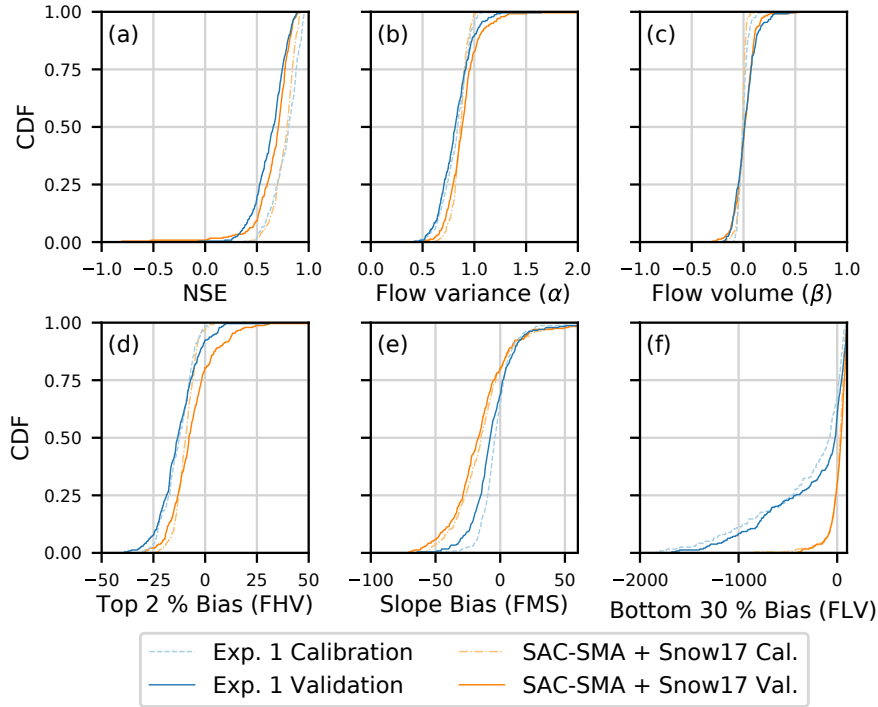 (a)
(b)
(c)
CDF
1.00
0.75
0.50
0.25
0.00
−1.0 −0.5 0.0 0.5 1.0
0.0 0.5 1.0 1.5 2.0
−1.0 −0.5 0.0 0.5 1.0
NSE
Flow variance (α)
Flow volume (β)
(d)
(e)
(f)
CDF
1.00
0.75
0.50
0.25
0.00
−50 −25 0 25 50
−100 −50 0 50
−2000 −1000 0
Top 2 % Bias (FHV)
Slope Bias (FMS)
Bottom 30 % Bias (FLV)
Exp. 1 Calibration
Exp. 1 Validation
SAC-SMA + Snow17 Cal.
SAC-SMA + Snow17 Val.